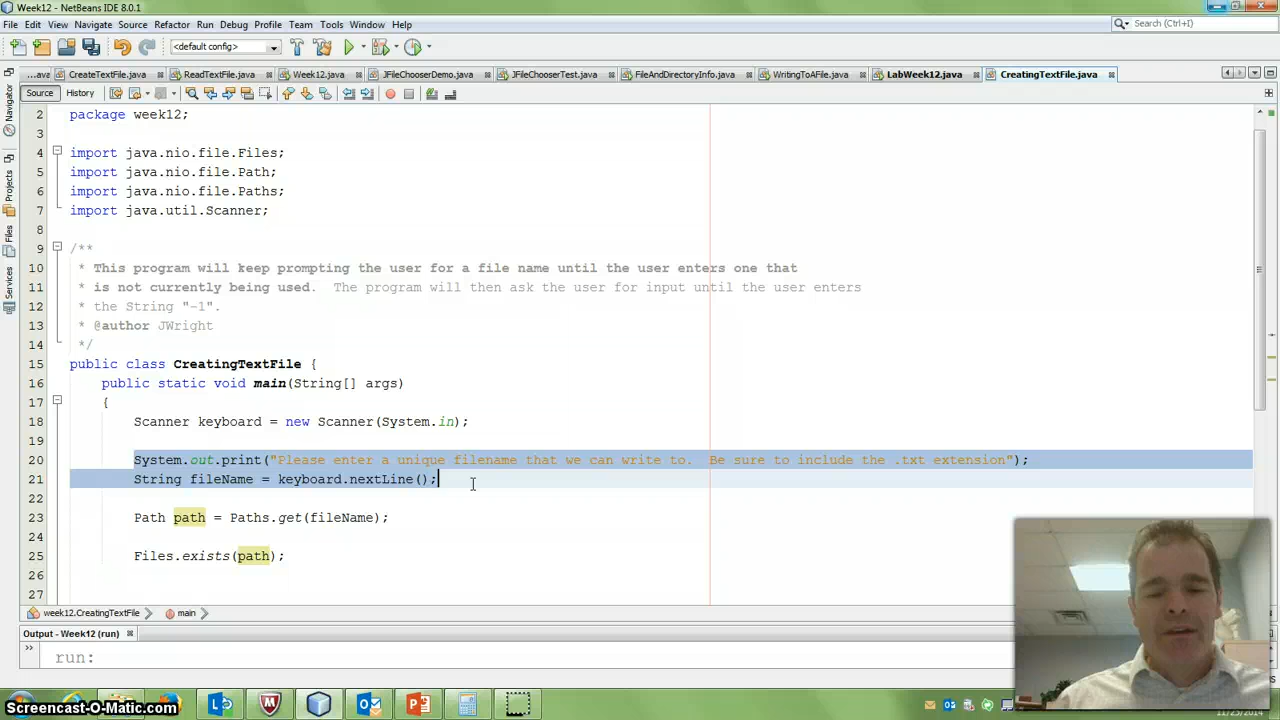 Week12 - NetBeans IDE 8.0.1
File Edit View Navigate Source Refactor Run Debug Profile Team Tools Window Help
Search (Ctrl+I)
<default config>
...ava CreateTextFile.java ReadTextFile.java Week12.java JFileChooserDemo.java JFileChooserTest.java FileAndDirectoryInfo.java WritingToAFile.java LabWeek12.java CreatingTextFile.java
Source History
Navigator
Projects
Files
Services
2 package week12;
3
4 import java.nio.file.Files;
5 import java.nio.file.Path;
6 import java.nio.file.Paths;
7 import java.util.Scanner;
8
9 /**
10 * This program will keep prompting the user for a file name until the user enters one that
11 * is not currently being used. The program will then ask the user for input until the user enters
12 * the String "-1".
13 * @author JWright
14 */
15 public class CreatingTextFile {
16 public static void main(String[] args)
17 {
18 Scanner keyboard = new Scanner(System.in);
19
20 System.out.print("Please enter a unique filename that we can write to. Be sure to include the .txt extension");
21 String fileName = keyboard.nextLine();
22
23 Path path = Paths.get(fileName);
24
25 Files.exists(path);
26
27
week12.CreatingTextFile main
Output - Week12 (run)
run:
Screencast-O-Matic.com
11/25/2014